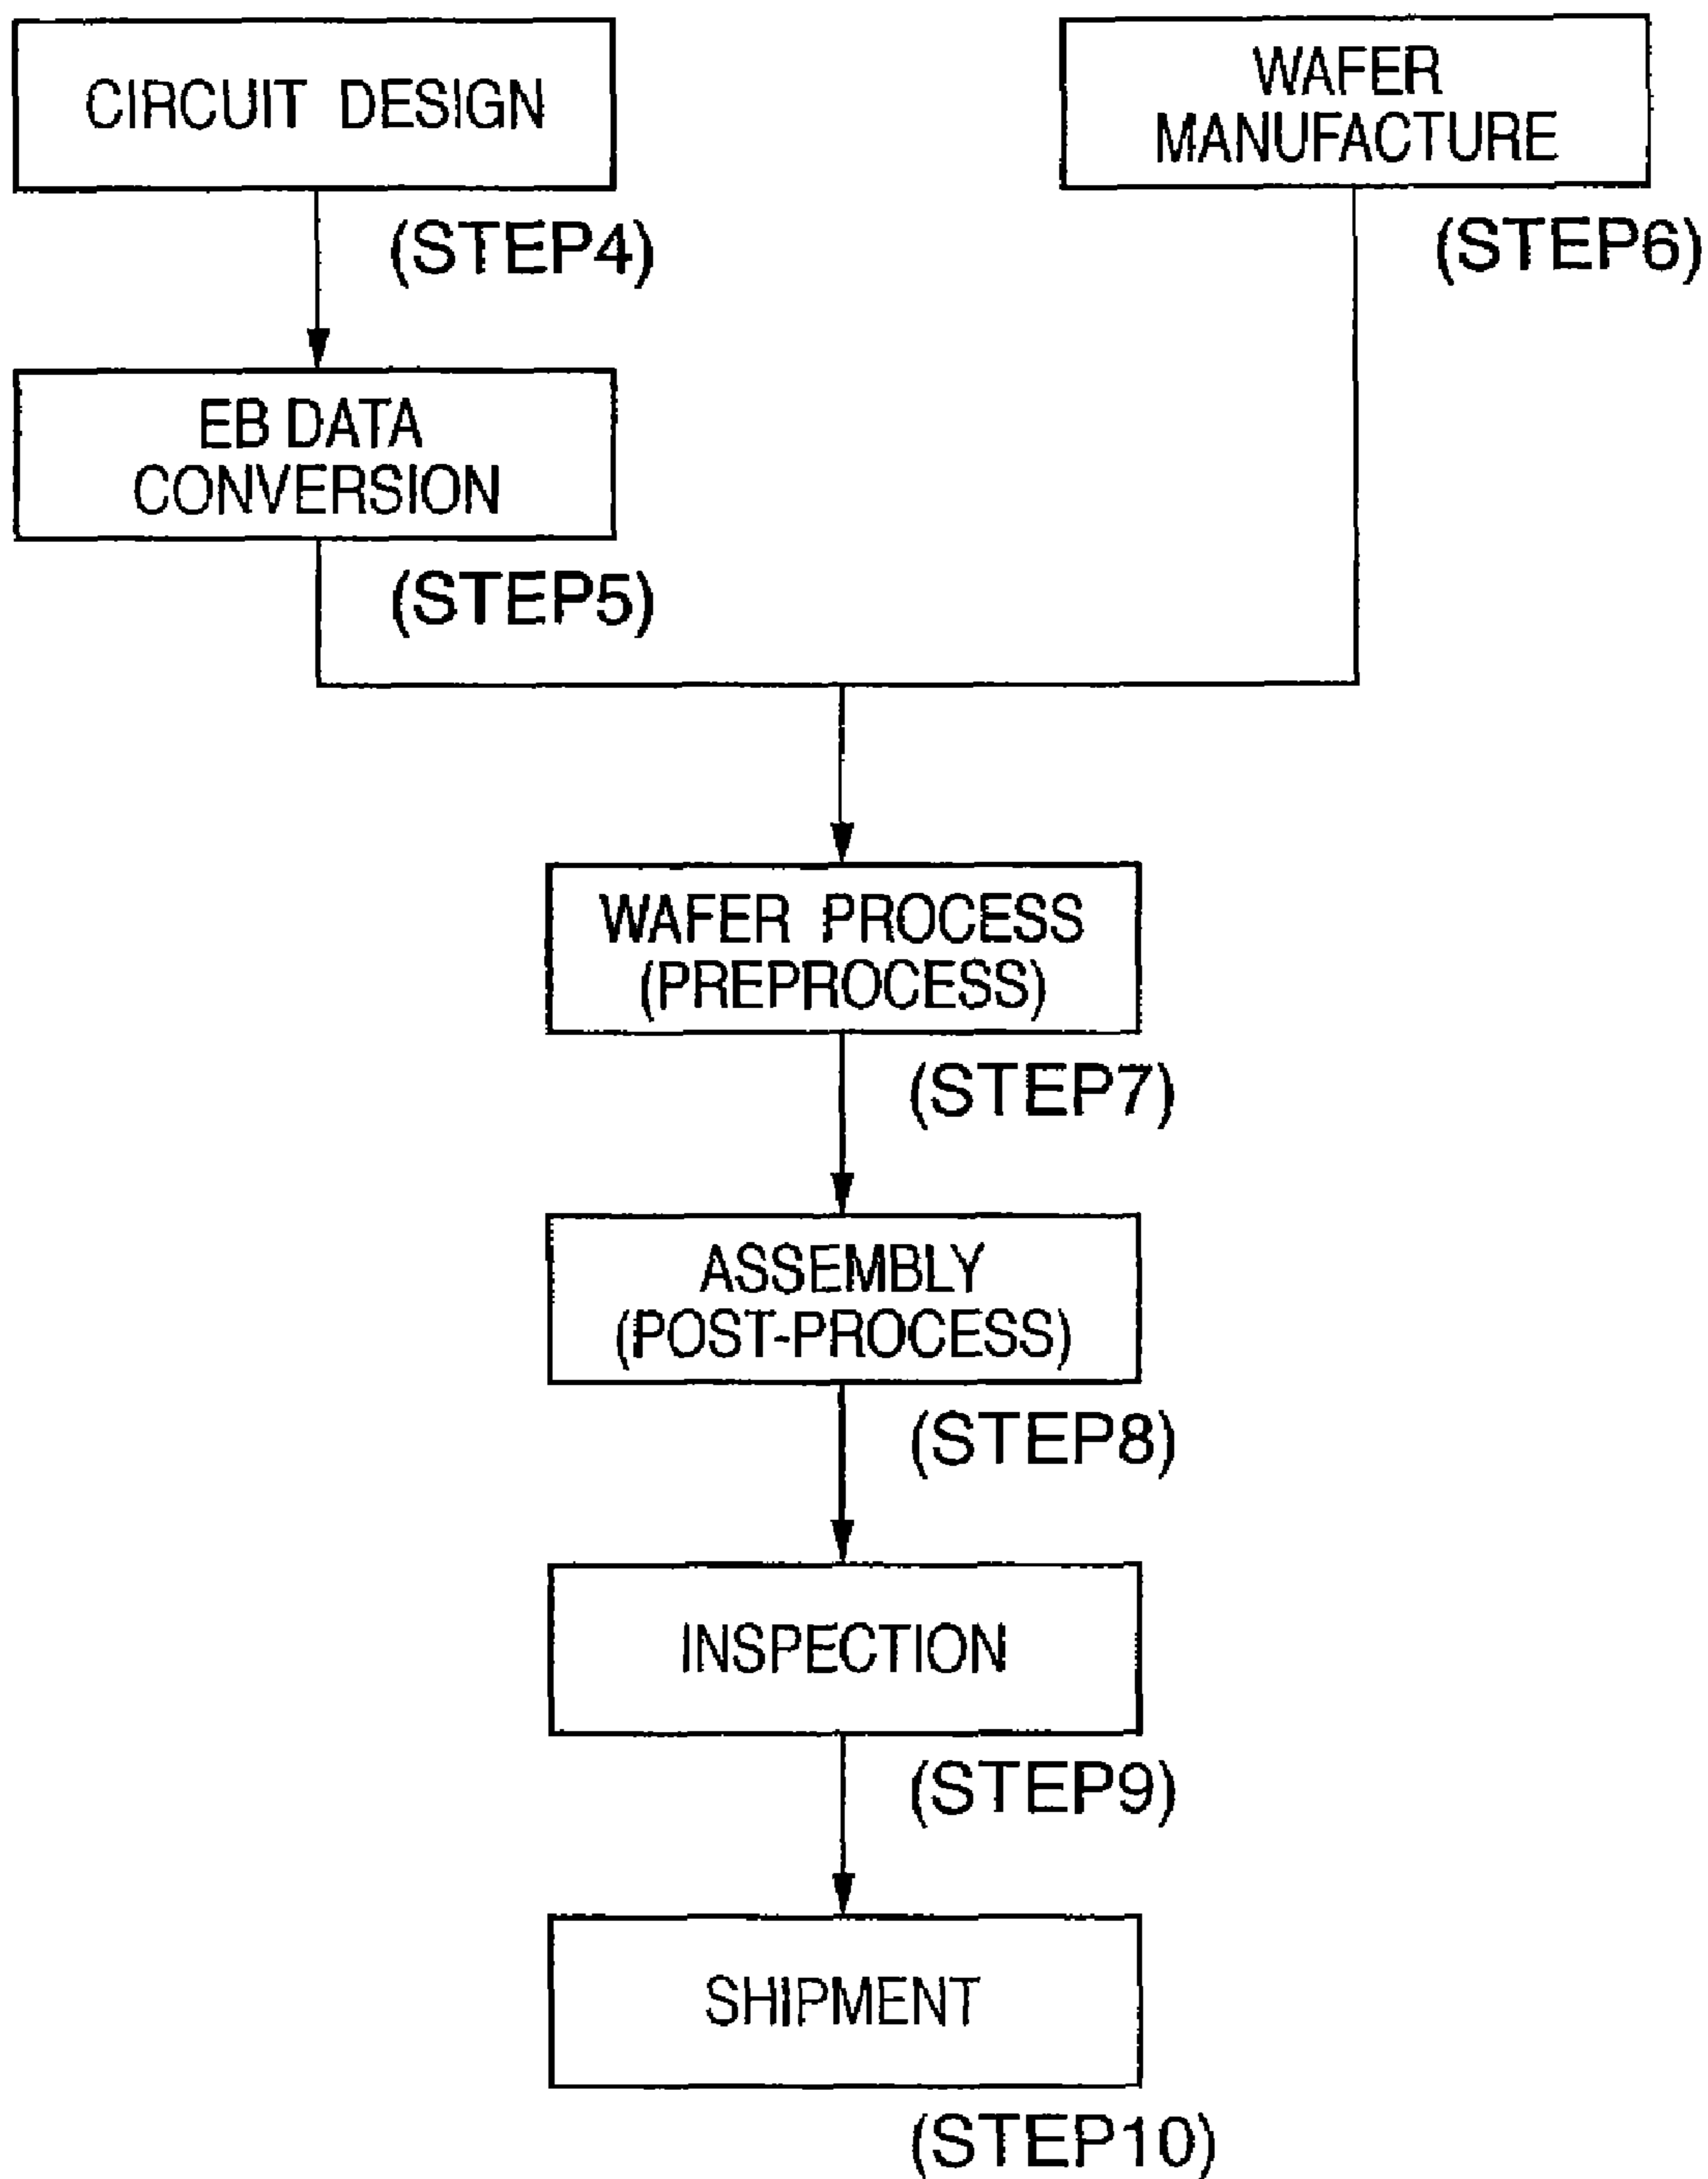 CIRCUIT DESIGN
(STEP4)
WAFER
MANUFACTURE
(STEP6)
EB DATA
CONVERSION
(STEP5)
WAFER PROCESS
(PREPROCESS)
(STEP7)
ASSEMBLY
(POST-PROCESS)
(STEP8)
INSPECTION
(STEP9)
SHIPMENT
(STEP10)